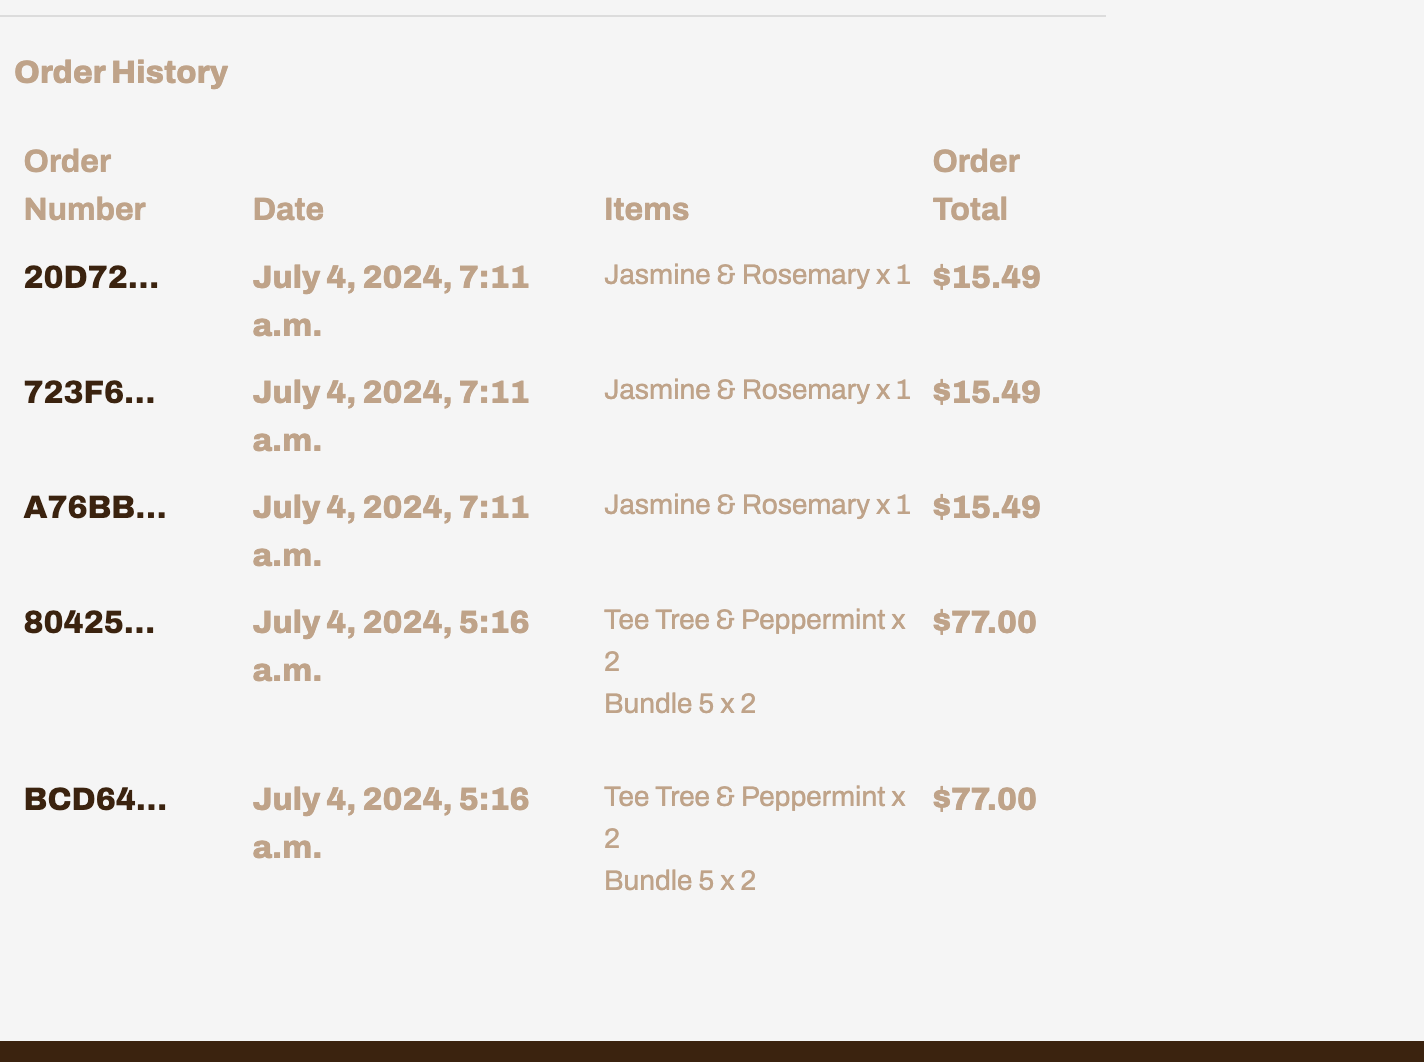 Order History
Order
Number
Date
Items
Order
Total
20D72...
July 4, 2024, 7:11
a.m.
Jasmine & Rosemary x 1
$15.49
723F6...
July 4, 2024, 7:11
a.m.
Jasmine & Rosemary x 1
$15.49
A76BB...
July 4, 2024, 7:11
a.m.
Jasmine & Rosemary x 1
$15.49
80425...
July 4, 2024, 5:16
a.m.
Tee Tree & Peppermint x
2
Bundle 5 x 2
$77.00
BCD64...
July 4, 2024, 5:16
a.m.
Tee Tree & Peppermint x
2
Bundle 5 x 2
$77.00